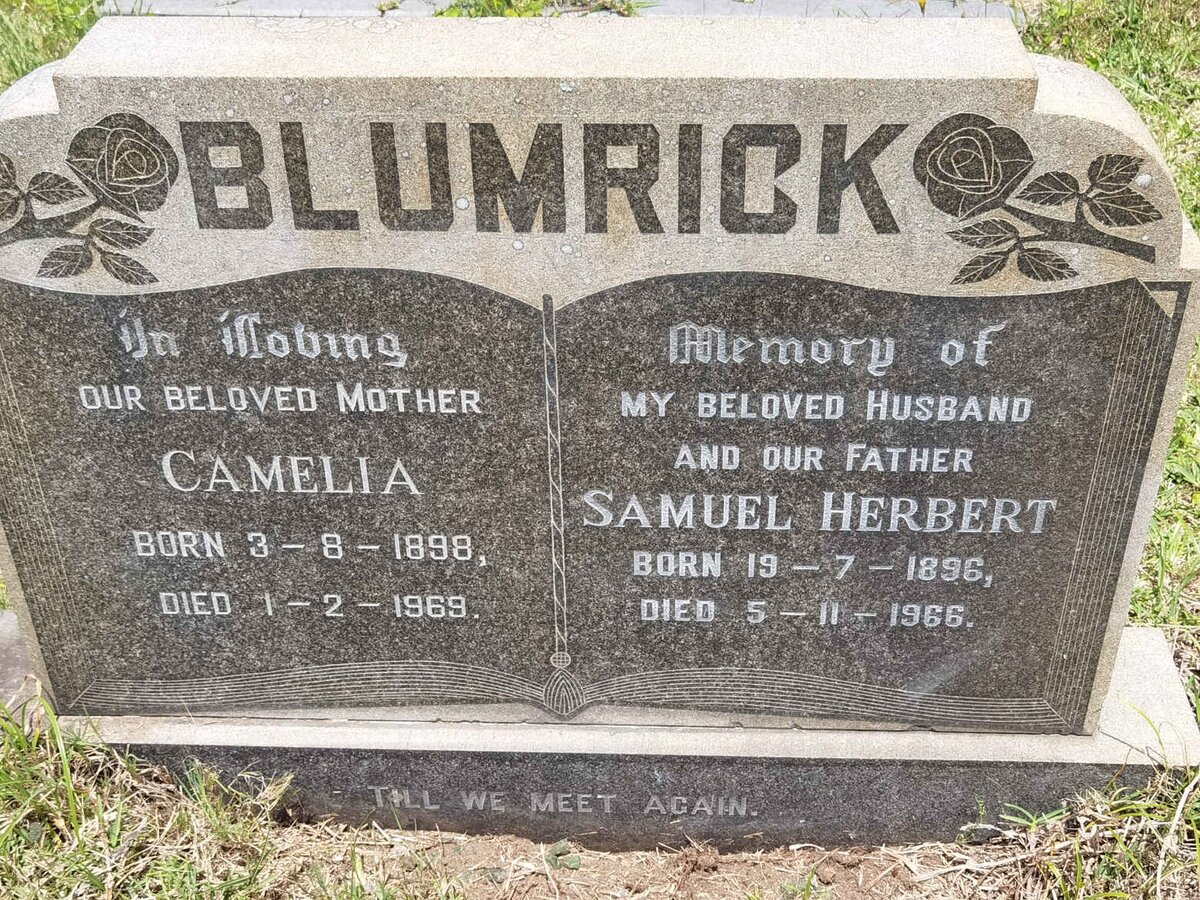 BLUMRICK
In Loving
OUR BELOVED MOTHER
CAMELIA
BORN 3-8-1898,
DIED 1-2-1969.
Memory of
MY BELOVED HUSBAND
AND OUR FATHER
SAMUEL HERBERT
BORN 19-7-1896,
DIED 5-11-1966.
TILL WE MEET AGAIN.